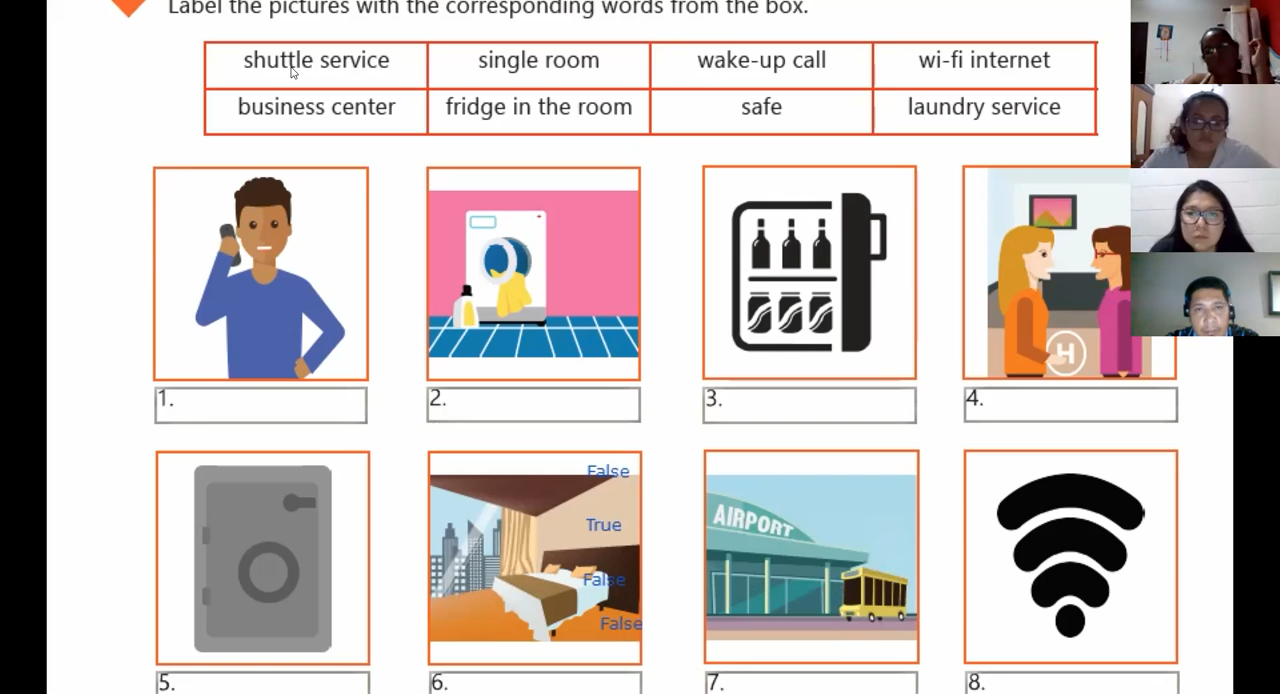 Label the pictures with the corresponding words from the box.
shuttle service single room wake-up call wi-fi internet
business center fridge in the room safe laundry service
H
1. 2. 3. 4.
False
AIRPORT
True
False
False
5. 6. 7. 8.